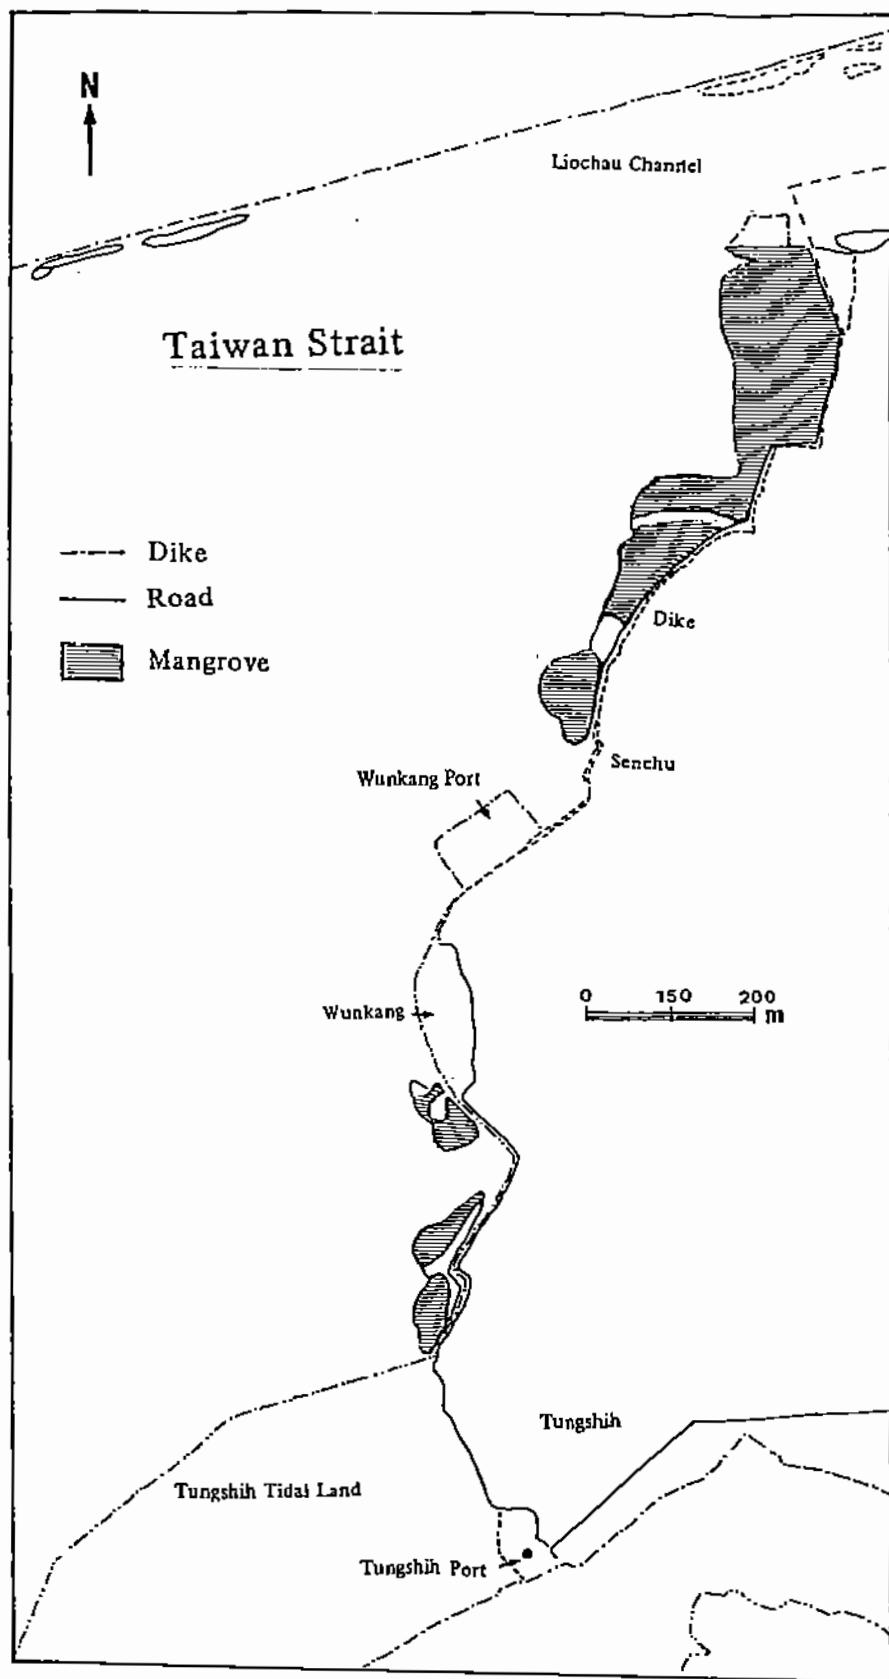 N
Liochau Channel
Taiwan Strait
Dike
Road
Mangrove
Dike
Senchu
Wunkang Port
Wunkang
0 150 200
m
Tungshih
Tungshih Tidal Land
Tungshih Port